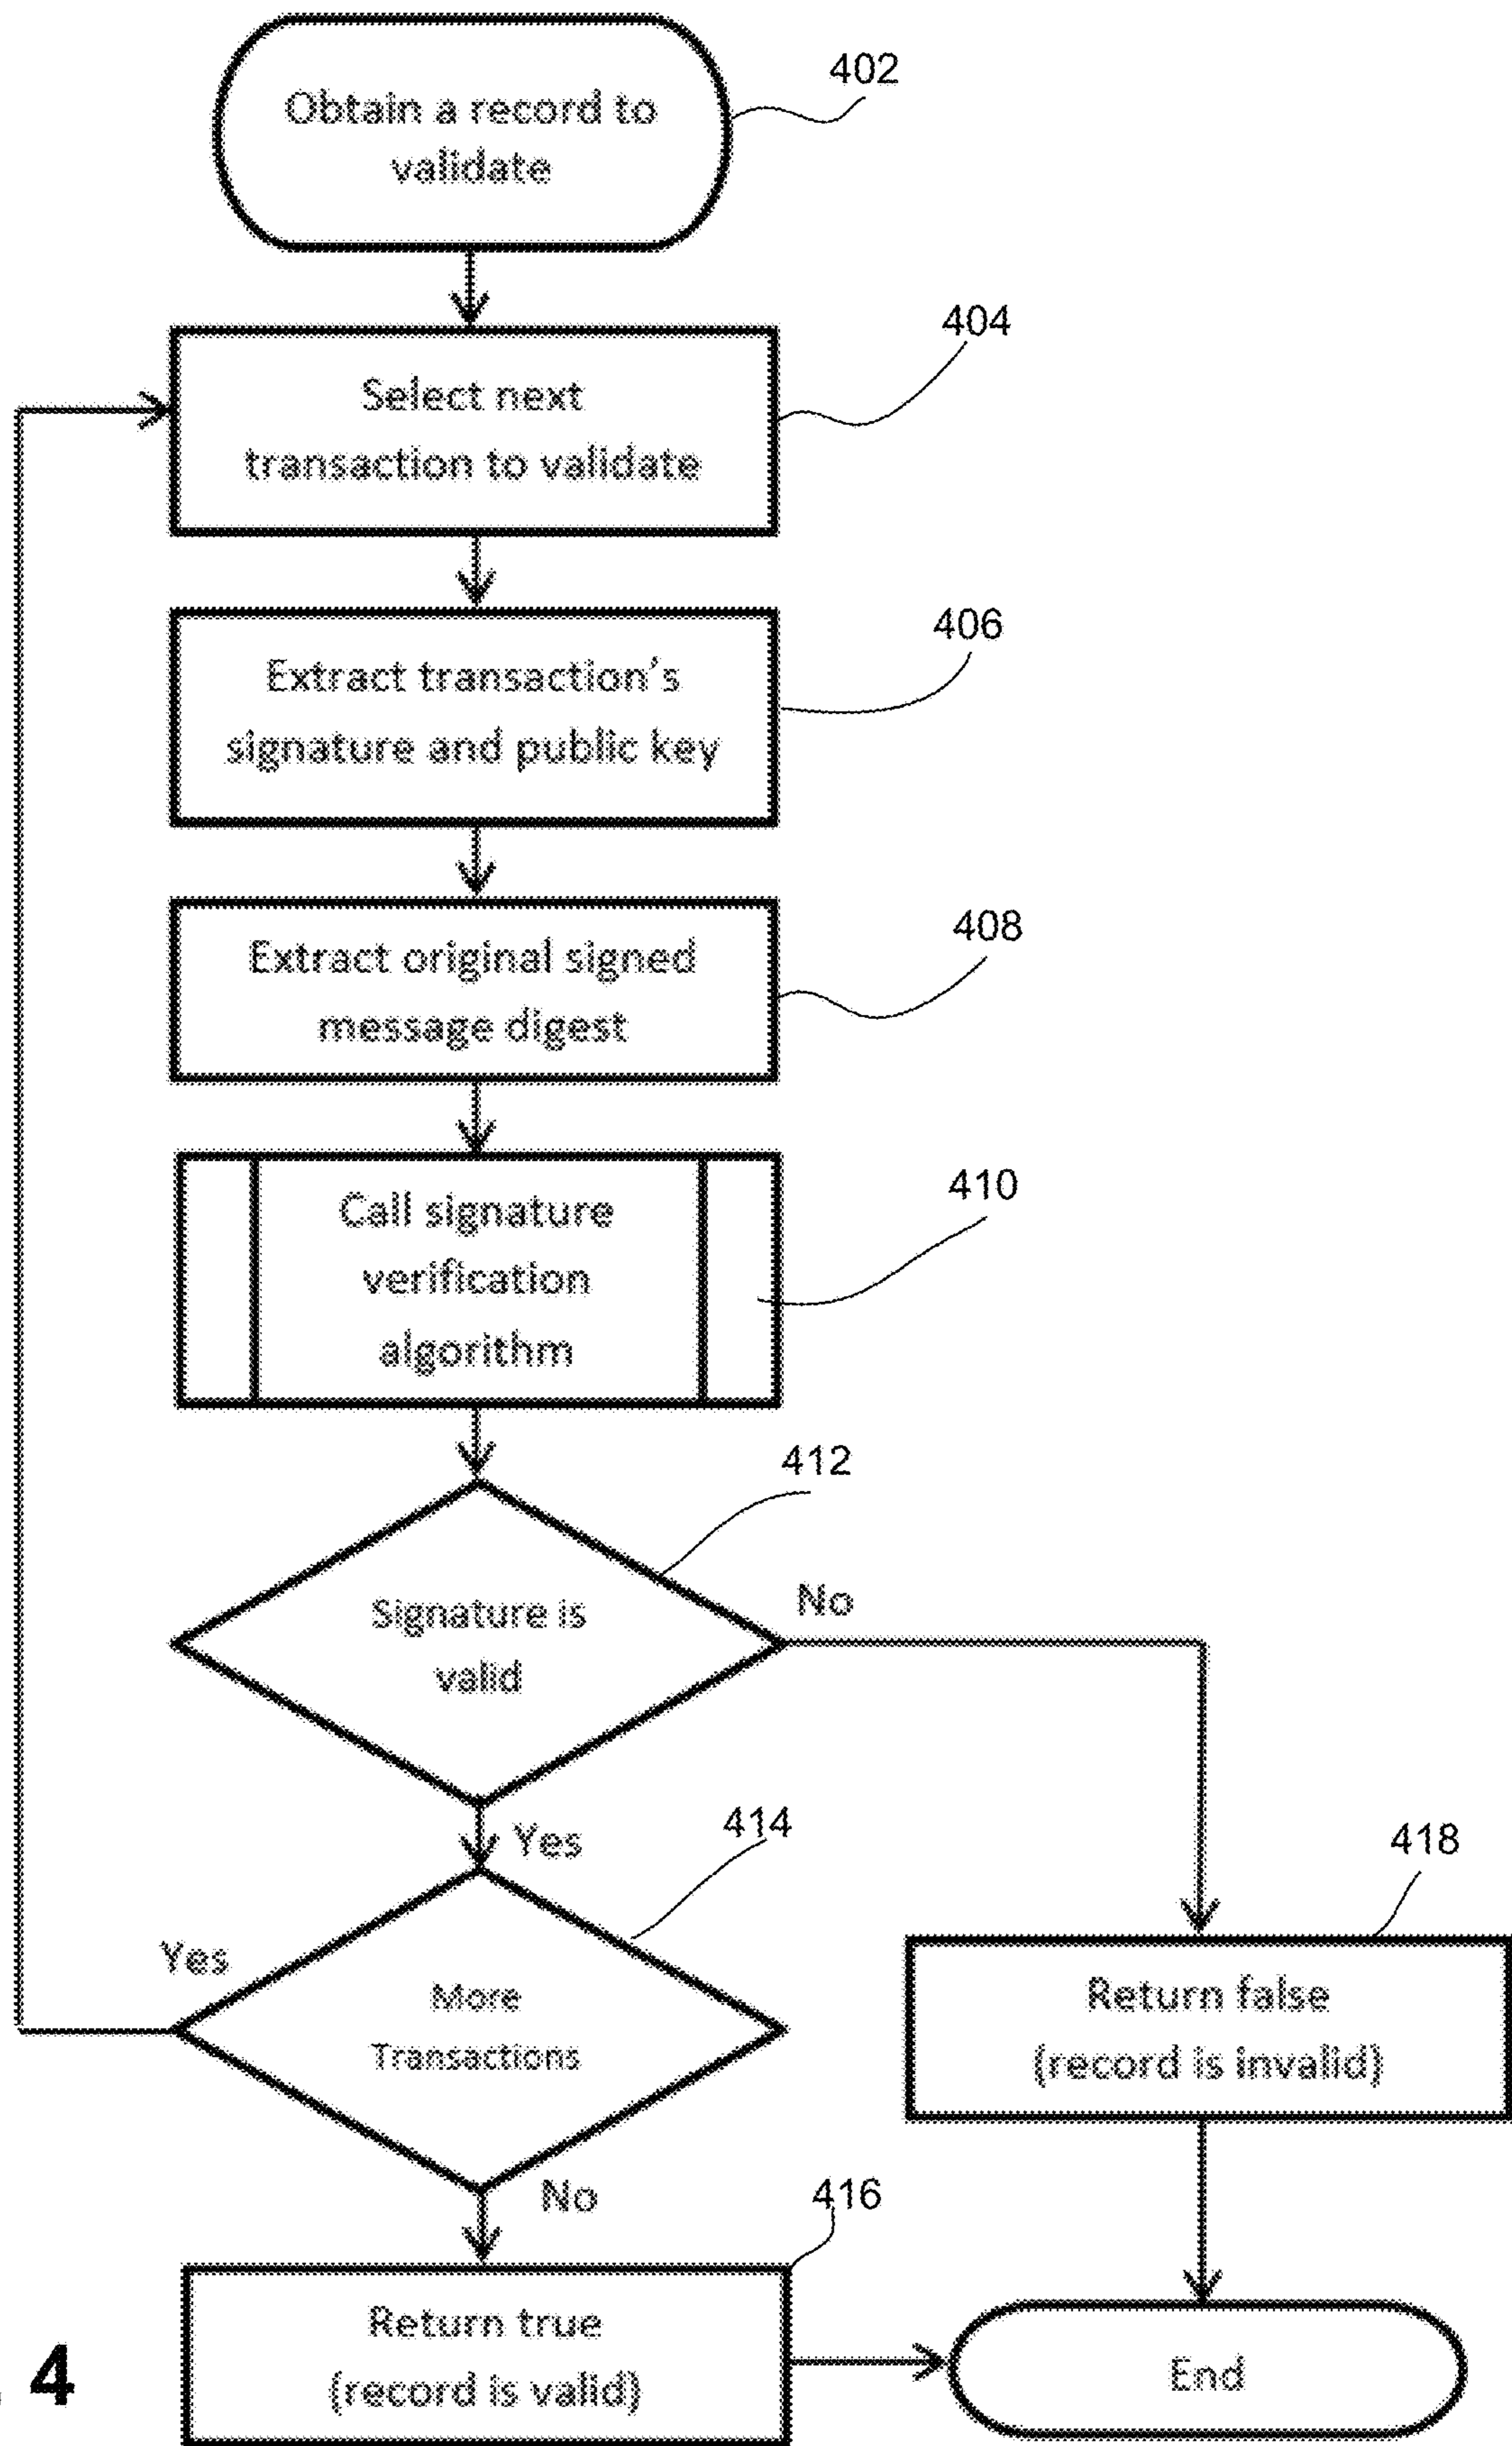 Obtain a record to
validate
402
Select next
transaction to validate
404
Extract transaction's
signature and public key
406
Extract original signed
message digest
408
Call signature
verification
algorithm
410
412
Signature is
valid
No
Yes
414
418
Yes
More
Transactions
Return false
(record is invalid)
No
416
Return true
(record is valid)
End
4